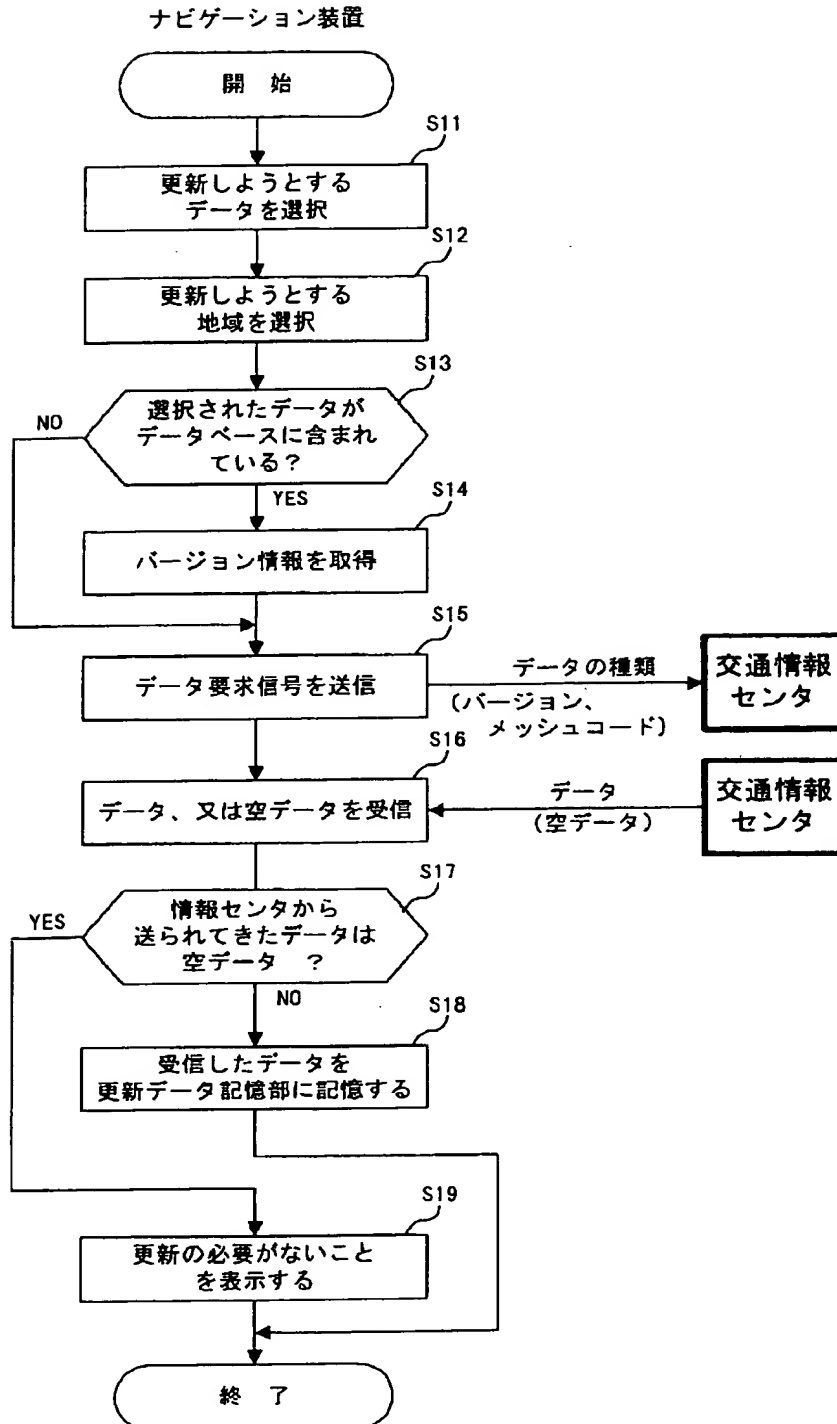 ナビゲーション装置
開 始
S11
更新しようとする
データを選択
S12
更新しようとする
地域を選択
S13
選択されたデータが
データベースに含まれ
ている？
NO
YES
S14
バージョン情報を取得
S15
データ要求信号を送信
データの種類
(バージョン、
メッシュコード)
交通情報
センタ
S16
データ、又は空データを受信
データ
(空データ)
交通情報
センタ
S17
情報センタから
送られてきたデータは
空データ ？
YES
NO
S18
受信したデータを
更新データ記憶部に記憶する
S19
更新の必要がないこと
を表示する
終 了